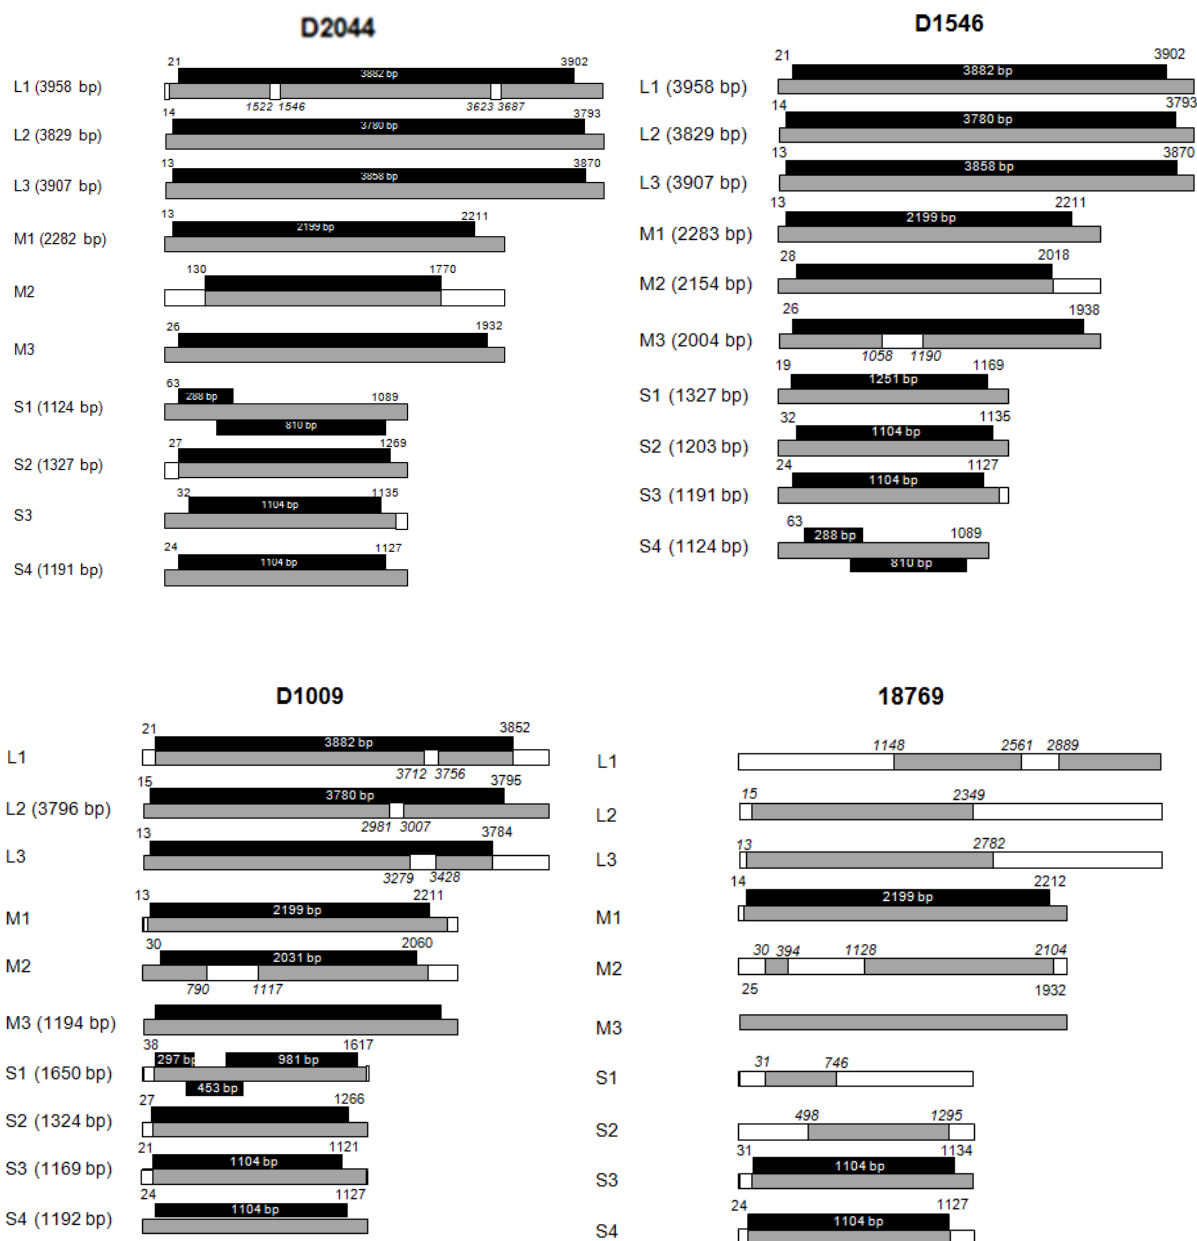 D2044
21 3902
3882 bp
L1 (3958 bp)
1522 1546 3623 3687
14 3793
3780 bp
L2 (3829 bp)
13 3870
3858 bp
L3 (3907 bp)
13 2211
2199 bp
M1 (2282 bp)
130 1770
M2
26 1932
M3
63 1089
288 bp
S1 (1124 bp)
810 bp
27 1269
S2 (1327 bp)
32 1135
1104 bp
S3
24 1127
1104 bp
S4 (1191 bp)
D1546
21 3902
3882 bp
L1 (3958 bp)
14 3793
3780 bp
L2 (3829 bp)
13 3870
3858 bp
L3 (3907 bp)
13 2211
2199 bp
M1 (2283 bp)
28 2018
M2 (2154 bp)
26 1938
M3 (2004 bp)
1058 1190
19 1169
1251 bp
S1 (1327 bp)
32 1135
1104 bp
S2 (1203 bp)
24 1127
1104 bp
S3 (1191 bp)
63 1089
288 bp
S4 (1124 bp)
810 bp
D1009
21 3852
3882 bp
L1
3712 3756
15 3795
3780 bp
L2 (3796 bp)
2981 3007
13 3784
L3
3279 3428
13 2211
2199 bp
M1
30 2060
2031 bp
M2
790 1117
M3 (1194 bp)
38 1617
297 bp 981 bp
S1 (1650 bp)
453 bp
27 1266
S2 (1324 bp)
21 1121
1104 bp
S3 (1169 bp)
24 1127
1104 bp
S4 (1192 bp)
18769
1148 2561 2889
L1
15 2349
L2
13 2782
L3
14 2212
2199 bp
M1
30 394 1128 2104
M2
25 1932
M3
31 746
S1
498 1295
S2
31 1134
1104 bp
S3
24 1127
1104 bp
S4